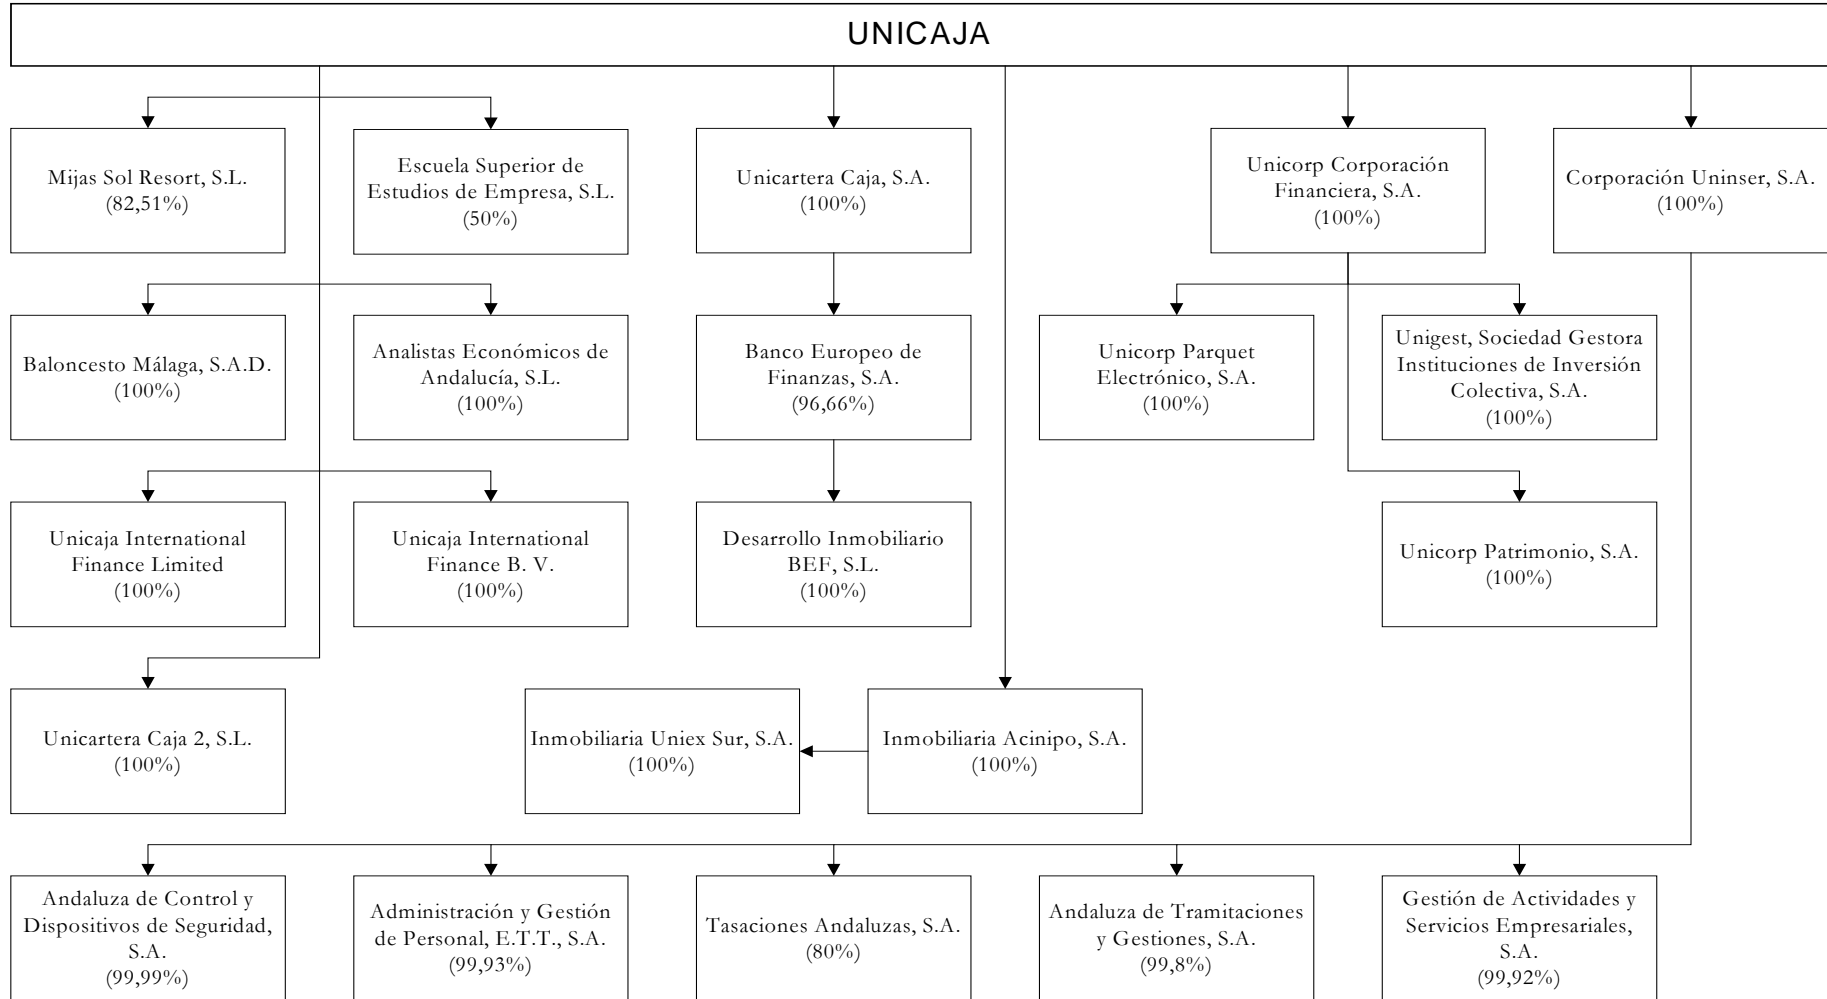 UNICAJA
Mijas Sol Resort, S.L.
(82,51%)
Escuela Superior de
Estudios de Empresa, S.L.
(50%)
Unicartera Caja, S.A.
(100%)
Unicorp Corporación
Financiera, S.A.
(100%)
Corporación Uninser, S.A.
(100%)
Baloncesto Málaga, S.A.D.
(100%)
Analistas Económicos de
Andalucía, S.L.
(100%)
Banco Europeo de
Finanzas, S.A.
(96,66%)
Unicorp Parquet
Electrónico, S.A.
(100%)
Unigest, Sociedad Gestora
Instituciones de Inversión
Colectiva, S.A.
(100%)
Unicaja International
Finance Limited
(100%)
Unicaja International
Finance B. V.
(100%)
Desarrollo Inmobiliario
BEF, S.L.
(100%)
Unicorp Patrimonio, S.A.
(100%)
Unicartera Caja 2, S.L.
(100%)
Inmobiliaria Uniex Sur, S.A.
(100%)
Inmobiliaria Acinipo, S.A.
(100%)
Andaluza de Control y
Dispositivos de Seguridad,
S.A.
(99,99%)
Administración y Gestión
de Personal, E.T.T., S.A.
(99,93%)
Tasaciones Andaluzas, S.A.
(80%)
Andaluza de Tramitaciones
y Gestiones, S.A.
(99,8%)
Gestión de Actividades y
Servicios Empresariales,
S.A.
(99,92%)